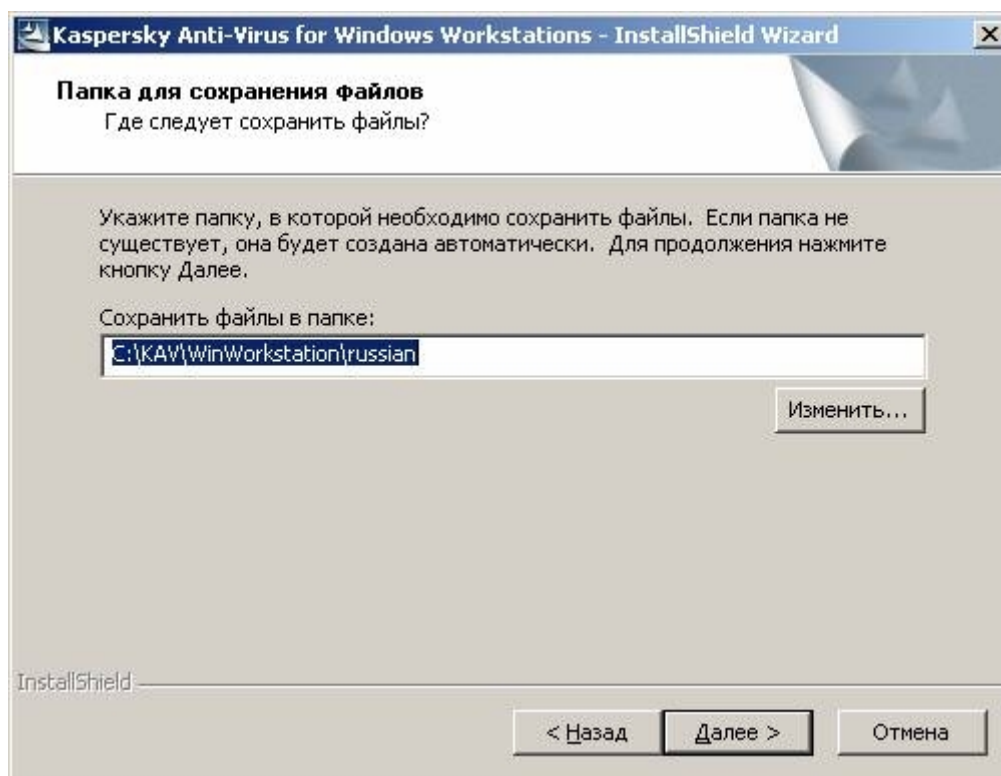 Kaspersky Anti-Virus for Windows Workstations - InstallShield Wizard
Папка для сохранения файлов
Где следует сохранить файлы?
Укажите папку, в которой необходимо сохранить файлы. Если папка не
существует, она будет создана автоматически. Для продолжения нажмите
кнопку Далее.
Сохранить файлы в папке:
C:\KAV\WinWorkstation\russian
Изменить...
InstallShield
< Назад Далее > Отмена